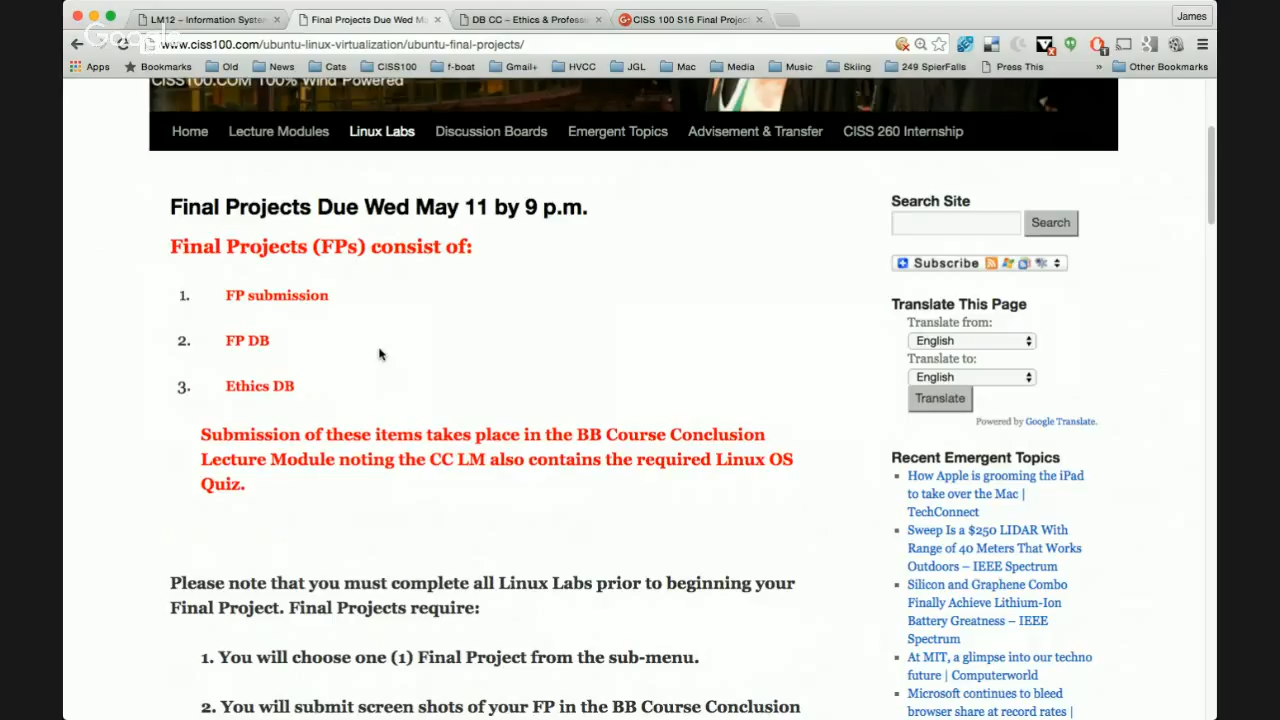 LM12 – Information System
Final Projects Due Wed Ma
DB CC – Ethics & Profess
CISS 100 S16 Final Projec
James
Google
www.ciss100.com/ubuntu-linux-virtualization/ubuntu-final-projects/
Apps Bookmarks Old News Cats CISS100 f-boat Gmail+ HVCC JGL Mac Media Music Skiing 249 SpierFalls Press This » Other Bookmarks
CISS100.COM 100% Wind Powered
Home Lecture Modules Linux Labs Discussion Boards Emergent Topics Advisement & Transfer CISS 260 Internship
Final Projects Due Wed May 11 by 9 p.m.
Final Projects (FPs) consist of:
1. FP submission
2. FP DB
3. Ethics DB
Submission of these items takes place in the BB Course Conclusion
Lecture Module noting the CC LM also contains the required Linux OS
Quiz.
Please note that you must complete all Linux Labs prior to beginning your
Final Project. Final Projects require:
1. You will choose one (1) Final Project from the sub-menu.
2. You will submit screen shots of your FP in the BB Course Conclusion
Search Site
Search
Subscribe
Translate This Page
Translate from:
English
Translate to:
English
Translate
Powered by Google Translate.
Recent Emergent Topics
How Apple is grooming the iPad
to take over the Mac |
TechConnect
Sweep Is a $250 LIDAR With
Range of 40 Meters That Works
Outdoors – IEEE Spectrum
Silicon and Graphene Combo
Finally Achieve Lithium-Ion
Battery Greatness – IEEE
Spectrum
At MIT, a glimpse into our techno
future | Computerworld
Microsoft continues to bleed
browser share at record rates |